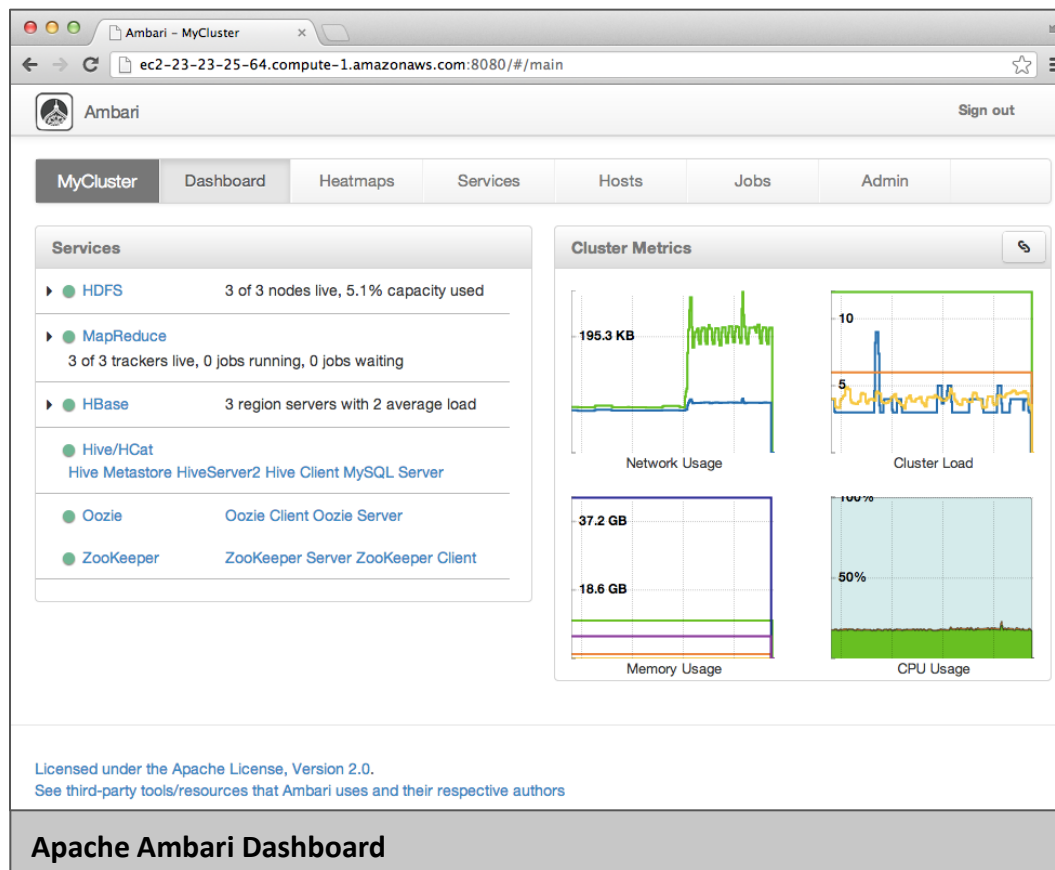 Ambari – MyCluster
ec2-23-23-25-64.compute-1.amazonaws.com:8080/#/main
Ambari
Sign out
MyCluster Dashboard Heatmaps Services Hosts Jobs Admin
Services
HDFS 3 of 3 nodes live, 5.1% capacity used
MapReduce
3 of 3 trackers live, 0 jobs running, 0 jobs waiting
HBase 3 region servers with 2 average load
Hive/HCat
Hive Metastore HiveServer2 Hive Client MySQL Server
Oozie Oozie Client Oozie Server
ZooKeeper ZooKeeper Server ZooKeeper Client
Cluster Metrics
195.3 KB
Network Usage
10
5
Cluster Load
37.2 GB
18.6 GB
Memory Usage
100%
50%
CPU Usage
Licensed under the Apache License, Version 2.0.
See third-party tools/resources that Ambari uses and their respective authors
Apache Ambari Dashboard